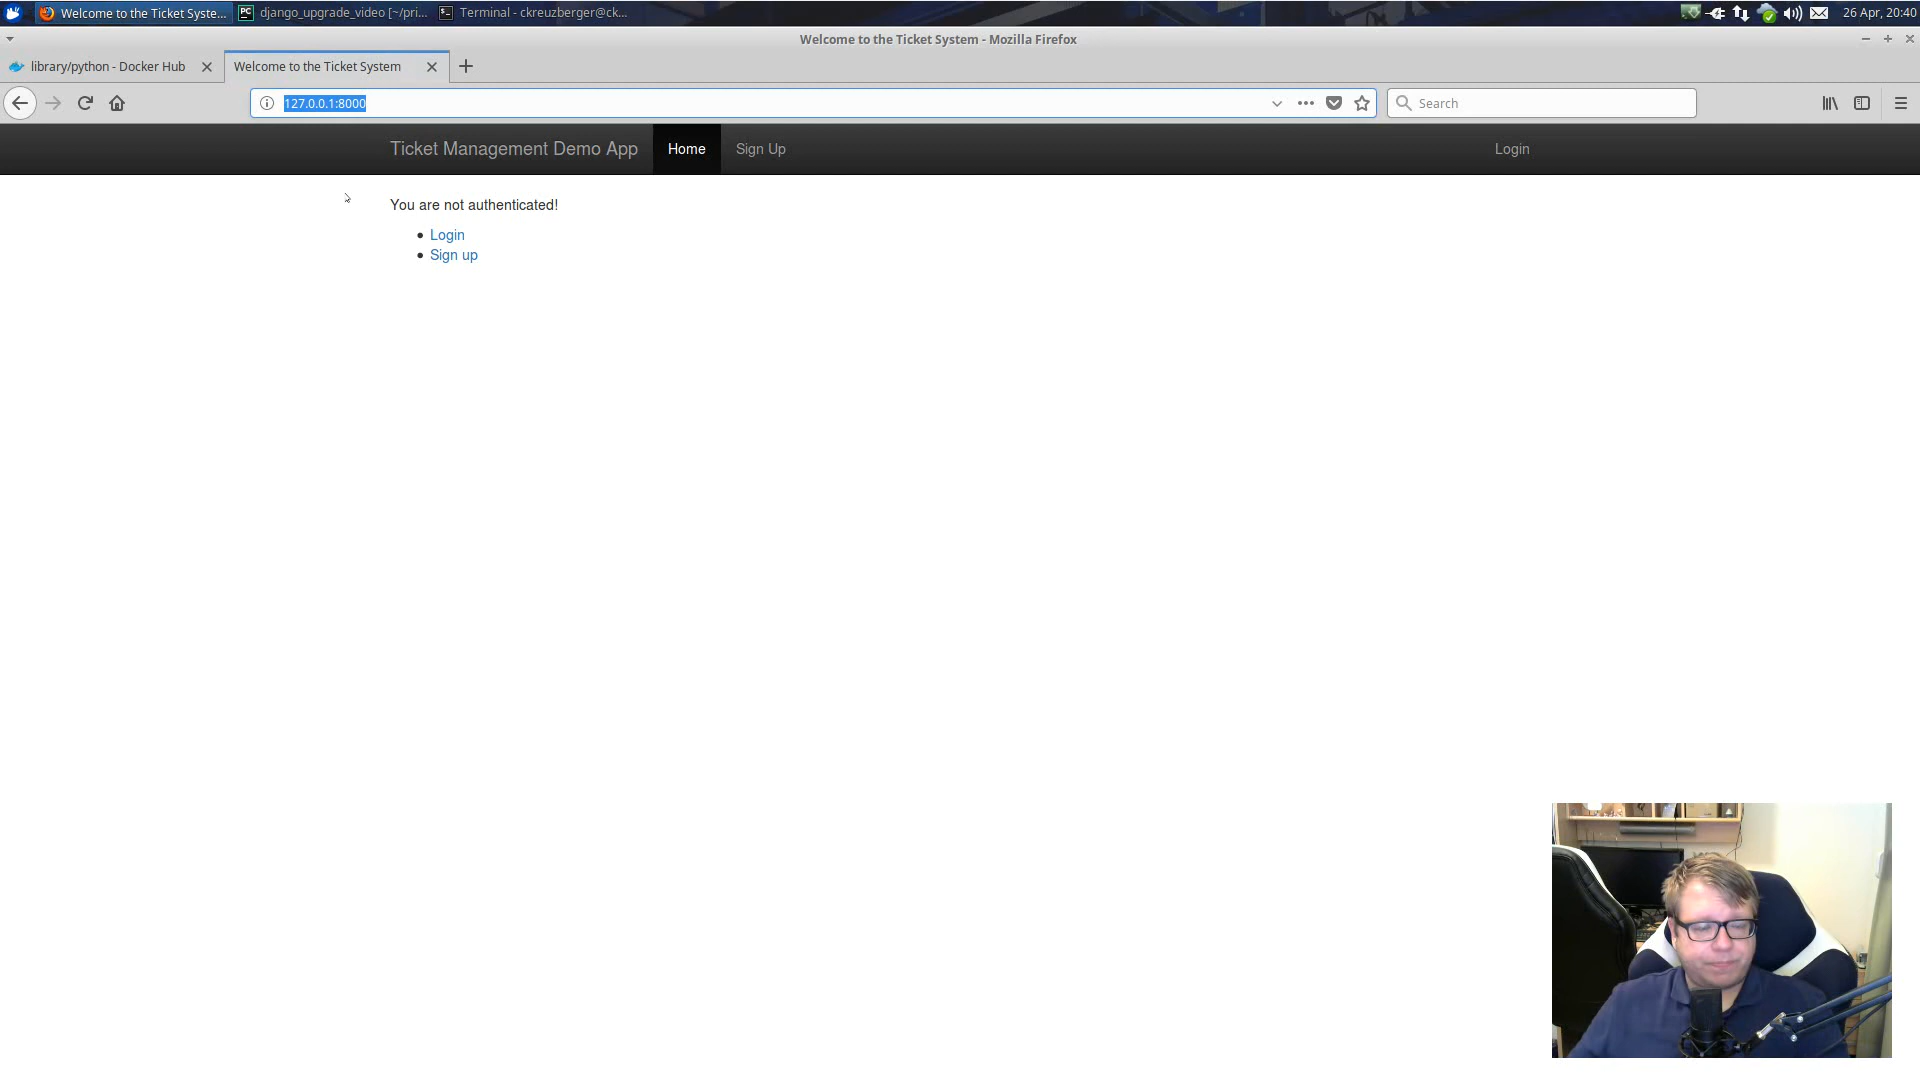 Welcome to the Ticket Syste...
django_upgrade_video [~/pri...
Terminal - ckreuzberger@ck...
26 Apr, 20:40
Welcome to the Ticket System - Mozilla Firefox
library/python - Docker Hub
Welcome to the Ticket System
127.0.0.1:8000
Search
Ticket Management Demo App
Home
Sign Up
Login
You are not authenticated!
Login
Sign up